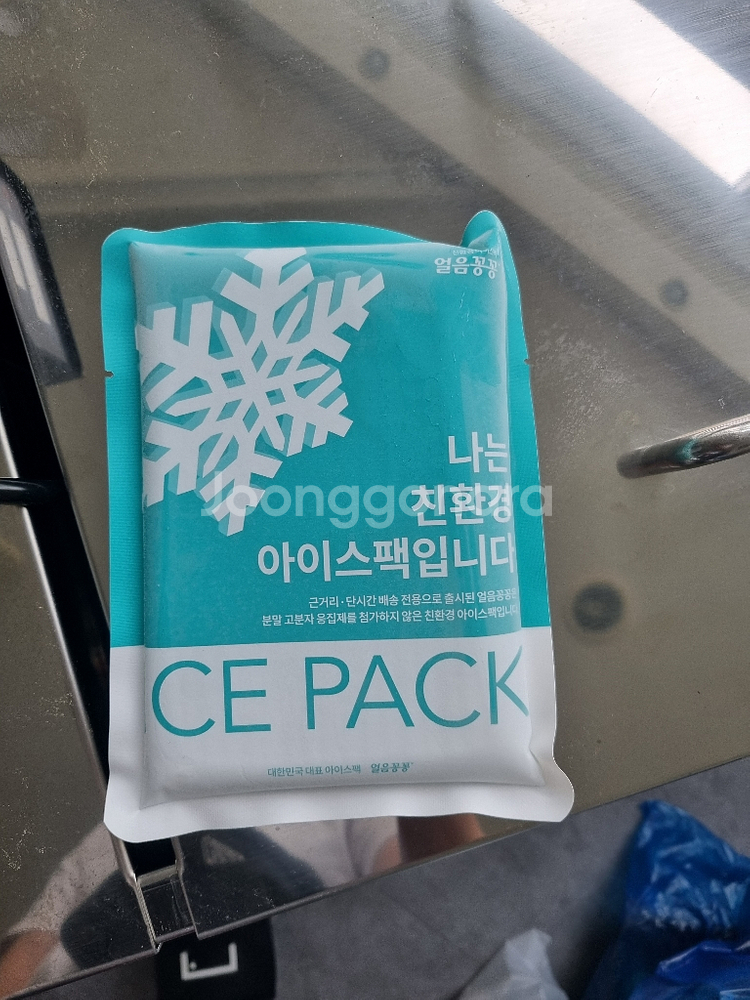 얼음꽁꽁
나는
친환경
아이스팩입니다
근거리·단시간 배송 전용으로 출시된 얼음꽁꽁은
분말 고분자 응집제를 첨가하지 않은 친환경 아이스팩입니다
ICE PACK
대한민국 대표 아이스팩 얼음꽁꽁
Joonggonara